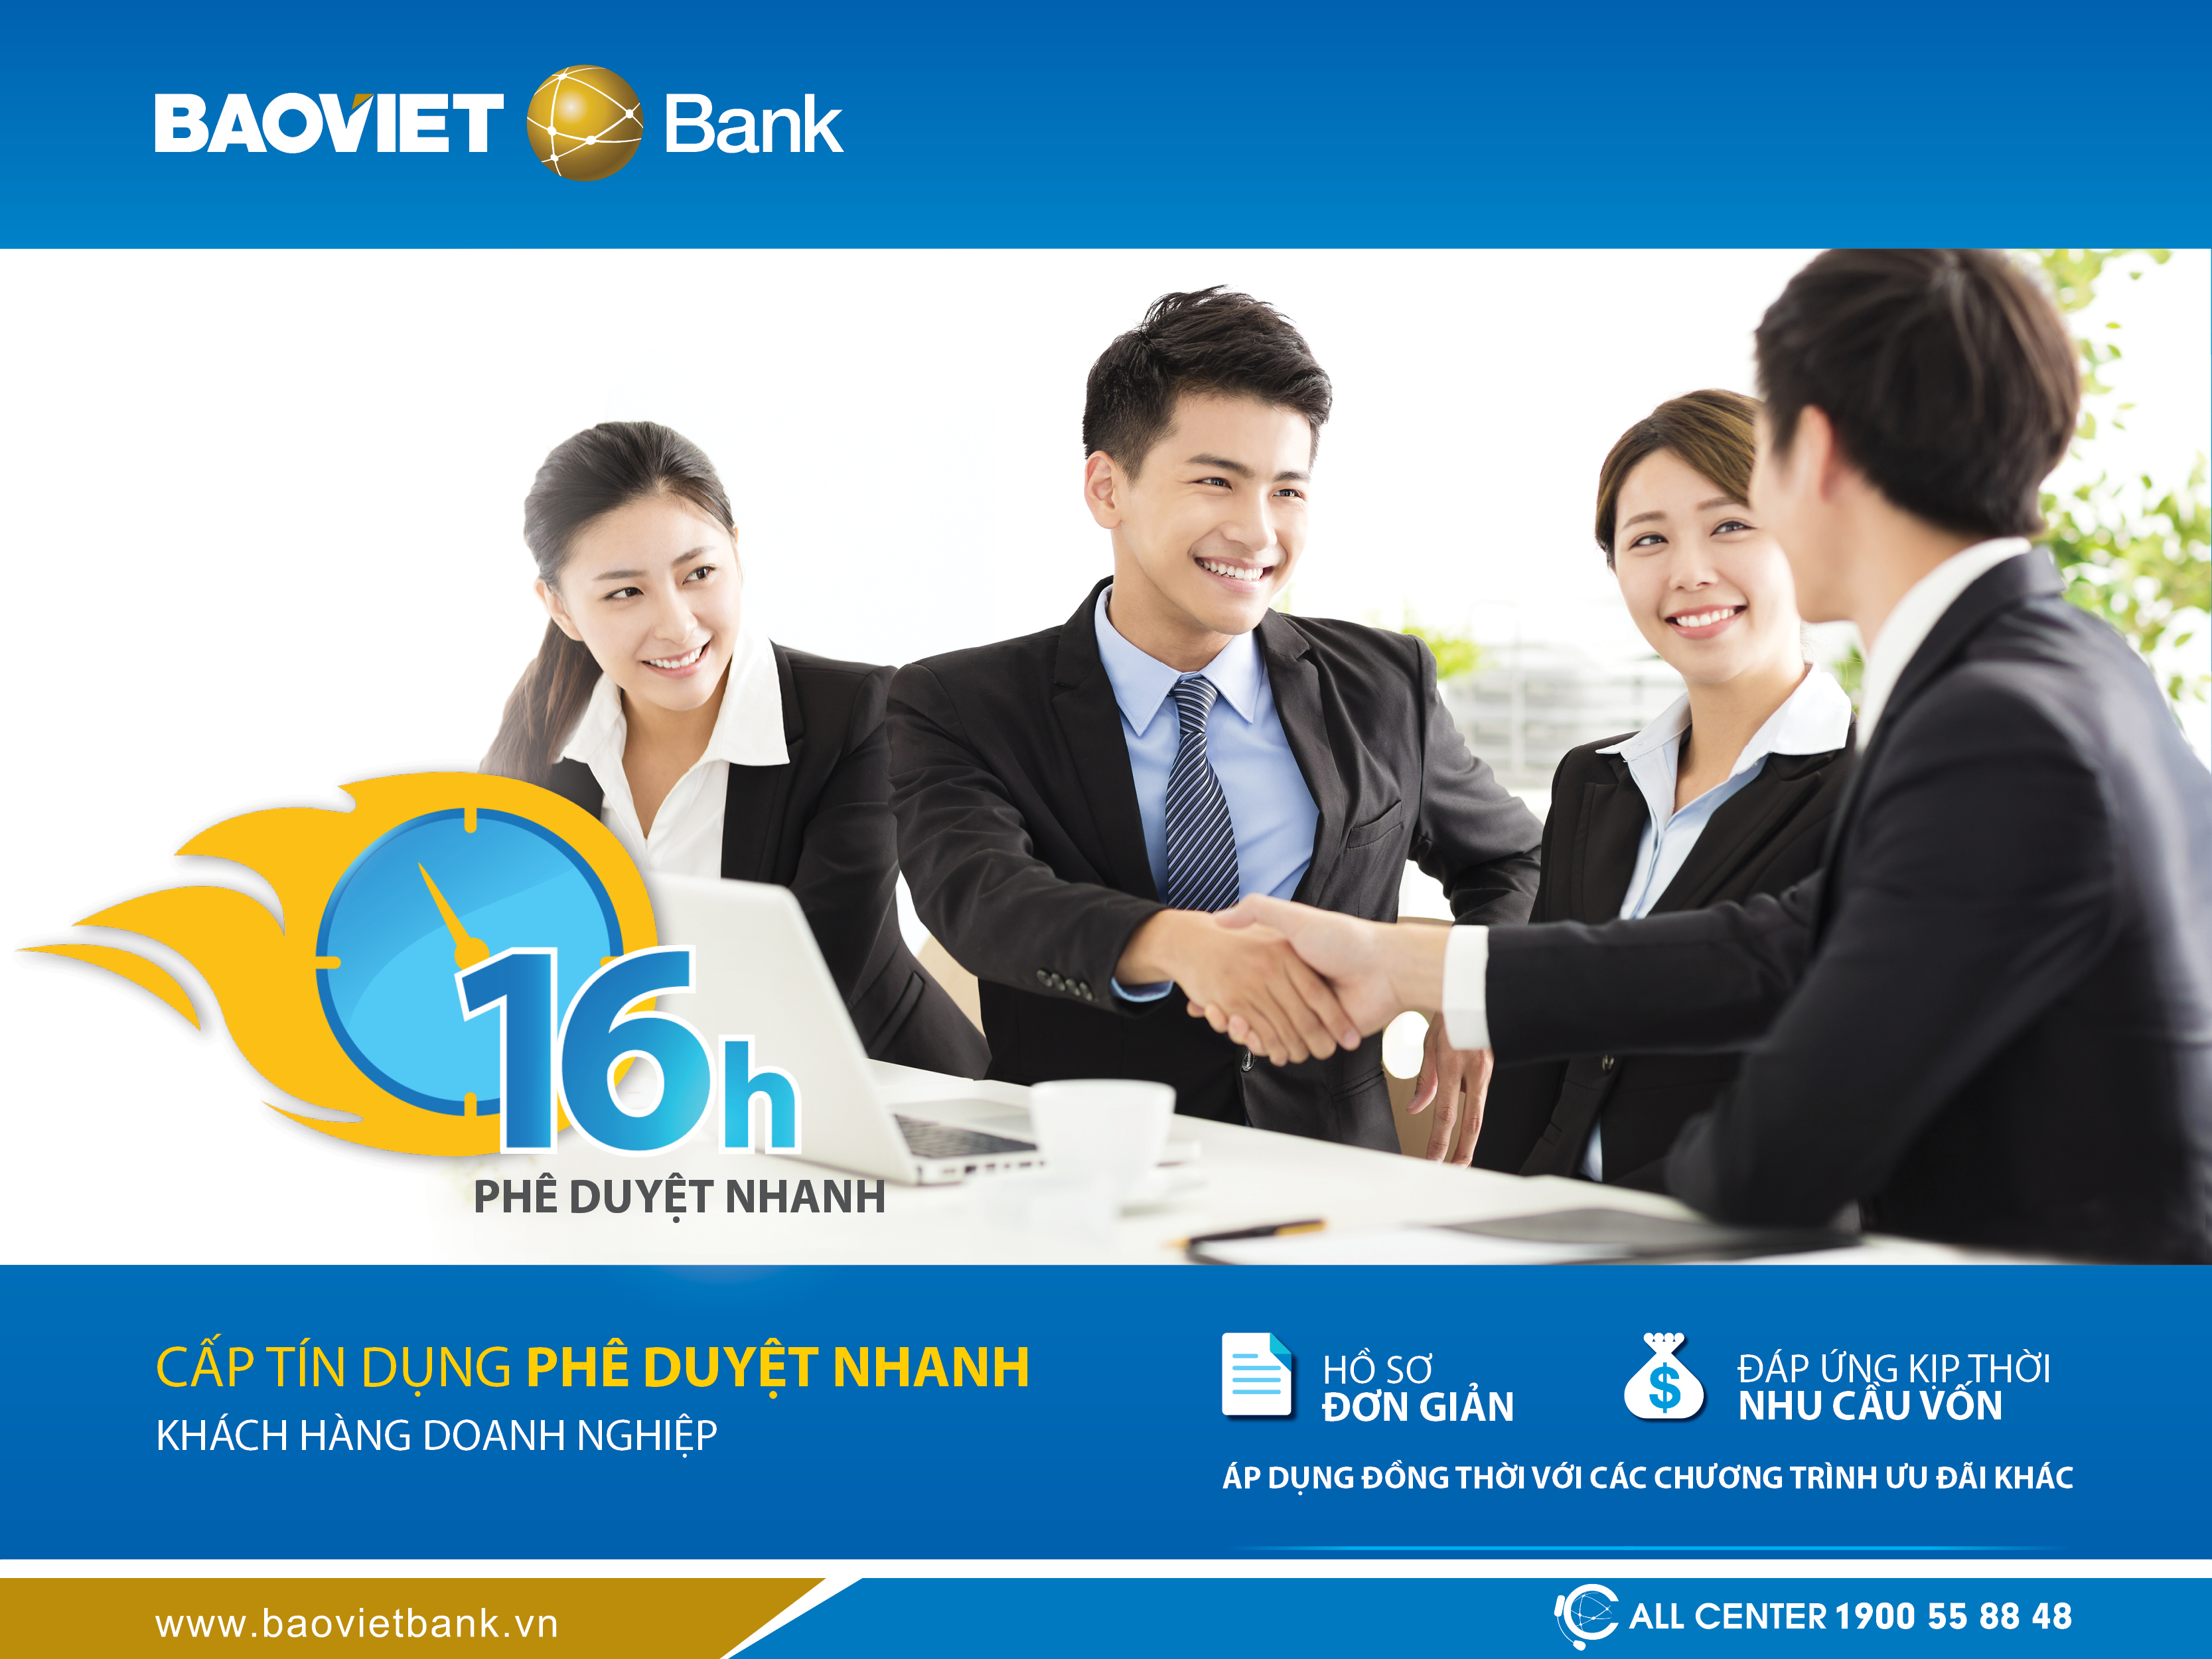 BAOVIET Bank
16h
PHÊ DUYỆT NHANH
CẤP TÍN DỤNG PHÊ DUYỆT NHANH
KHÁCH HÀNG DOANH NGHIỆP
HỒ SƠ
ĐƠN GIẢN
ĐÁP ỨNG KỊP THỜI
NHU CẦU VỐN
ÁP DỤNG ĐỒNG THỜI VỚI CÁC CHƯƠNG TRÌNH ƯU ĐÃI KHÁC
www.baovietbank.vn
CALL CENTER 1900 55 88 48